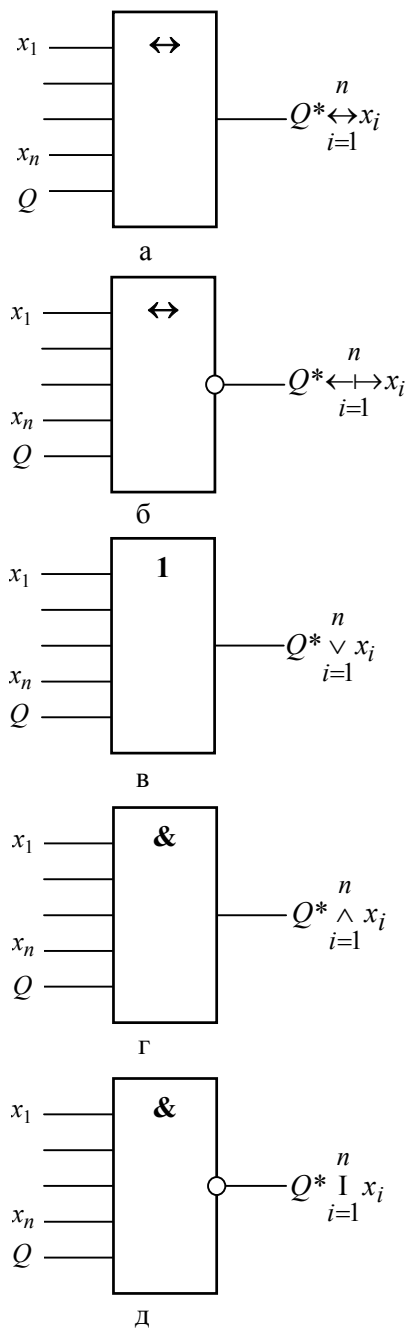 x₁ ↔
n
Q* ↔ xᵢ
i=1
xₙ
Q
а
x₁ ↔
n
Q* ←|→ xᵢ
i=1
xₙ
Q
б
x₁ 1
n
Q* ∨ xᵢ
i=1
xₙ
Q
в
x₁ &
n
Q* ∧ xᵢ
i=1
xₙ
Q
г
x₁ &
n
Q* I xᵢ
i=1
xₙ
Q
д